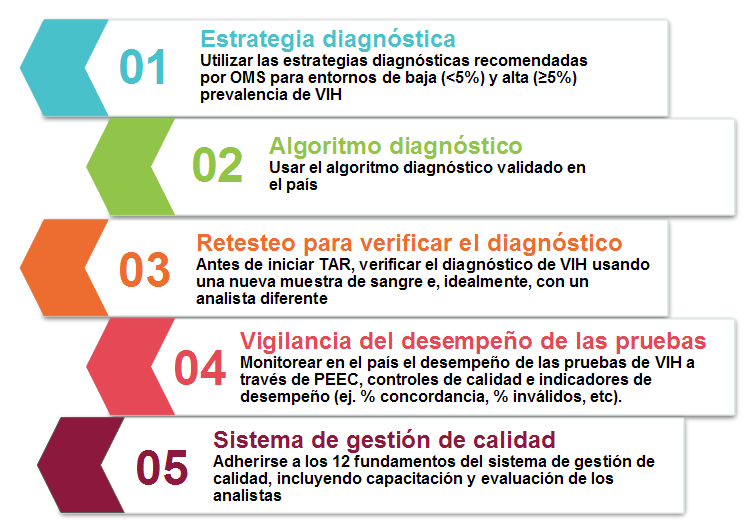 01
Estrategia diagnóstica
Utilizar las estrategias diagnósticas recomendadas
por OMS para entornos de baja (<5%) y alta (≥5%)
prevalencia de VIH
02
Algoritmo diagnóstico
Usar el algoritmo diagnóstico validado en
el país
03
Retesteo para verificar el diagnóstico
Antes de iniciar TAR, verificar el diagnóstico de VIH usando
una nueva muestra de sangre e, idealmente, con un
analista diferente
04
Vigilancia del desempeño de las pruebas
Monitorear en el país el desempeño de las pruebas de VIH a
través de PEEC, controles de calidad e indicadores de
desempeño (ej. % concordancia, % inválidos, etc).
05
Sistema de gestión de calidad
Adherirse a los 12 fundamentos del sistema de gestión de
calidad, incluyendo capacitación y evaluación de los
analistas